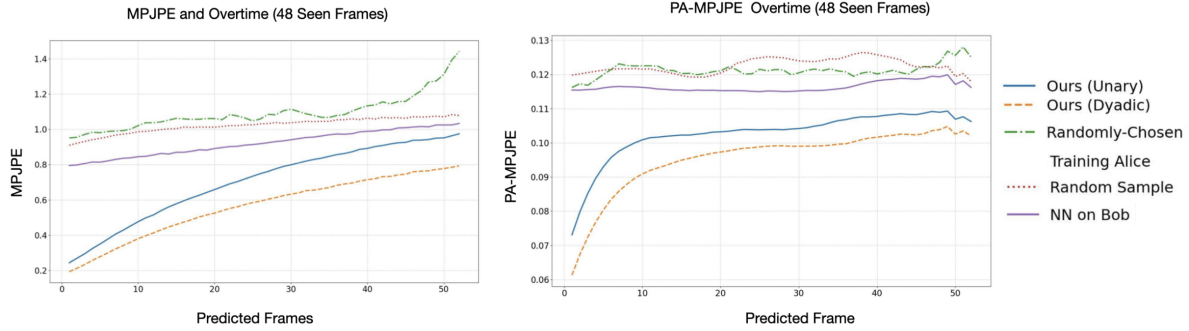 MPJPE and Overtime (48 Seen Frames)
MPJPE
1.4
1.2
1.0
0.8
0.6
0.4
0.2
0 10 20 30 40 50
Predicted Frames
PA-MPJPE Overtime (48 Seen Frames)
PA-MPJPE
0.13
0.12
0.11
0.10
0.09
0.08
0.07
0.06
0 10 20 30 40 50
Predicted Frame
Ours (Unary)
Ours (Dyadic)
Randomly-Chosen
Training Alice
Random Sample
NN on Bob